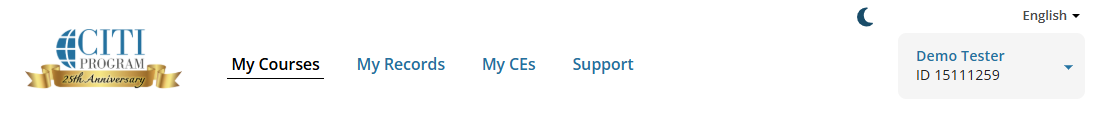 English
CITI
PROGRAM
25th Anniversary
My Courses My Records My CEs Support
Demo Tester
ID 15111259